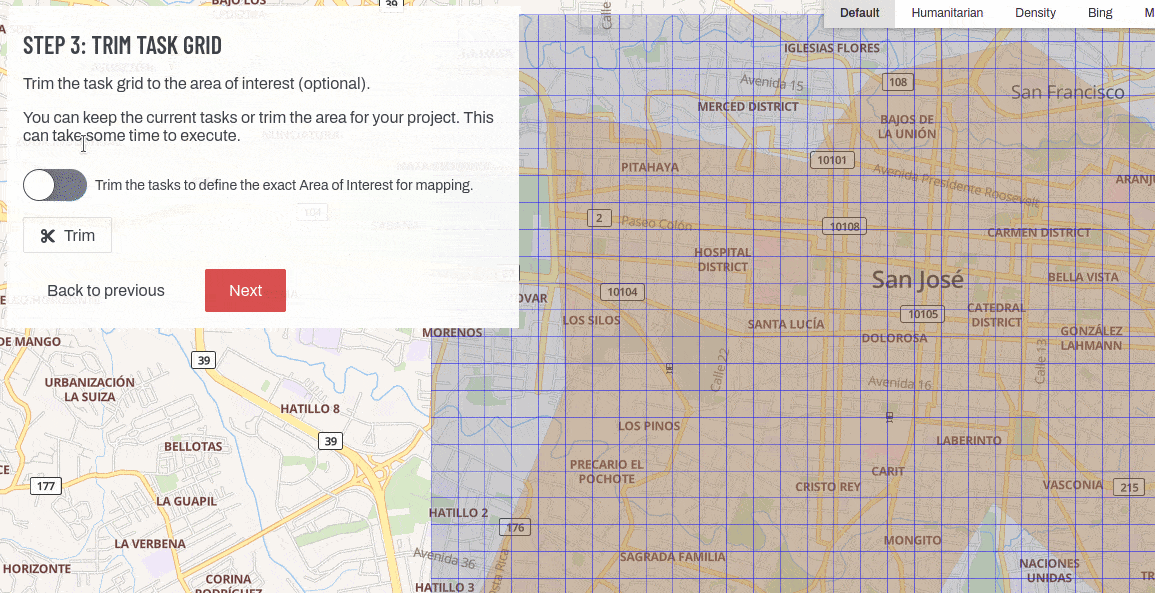 STEP 3: TRIM TASK GRID
Trim the task grid to the area of interest (optional).
You can keep the current tasks or trim the area for your project. This
can take some time to execute.
Trim the tasks to define the exact Area of Interest for mapping.
Trim
Back to previous
Next
Default
Humanitarian
Density
Bing
39
Calle
IGLESIAS FLORES
Avenida 15
108
San Francisco
MERCED DISTRICT
BAJOS DE
LA UNIÓN
PITAHAYA
10101
Avenida Presidente Roosevelt
2
Paseo Colón
10108
CARMEN DISTRICT
HOSPITAL
DISTRICT
San José
BELLA VISTA
10104
LOS SILOS
SANTA LUCÍA
10105
CATEDRAL
DISTRICT
DOLOROSA
GONZÁLEZ
LAHMANN
MORENOS
DE MANGO
39
Calle 22
Calle 13
URBANIZACIÓN
LA SUIZA
Avenida 16
HATILLO 8
LOS PINOS
39
BELLOTAS
LABERINTO
PRECARIO EL
POCHOTE
CARIT
177
CRISTO REY
VASCONIA
215
LA GUAPIL
HATILLO 2
176
LA VERBENA
MONGITO
Avenida 36
SAGRADA FAMILIA
HORIZONTE
NACIONES
UNIDAS
CORINA
RODRÍGUEZ
HATILLO 3
104